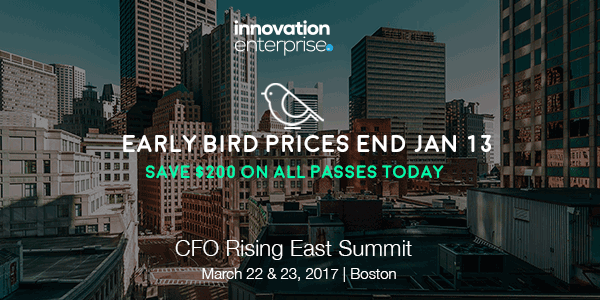 innovation
enterprise.
EARLY BIRD PRICES END JAN 13
SAVE $200 ON ALL PASSES TODAY
CFO Rising East Summit
March 22 & 23, 2017 | Boston